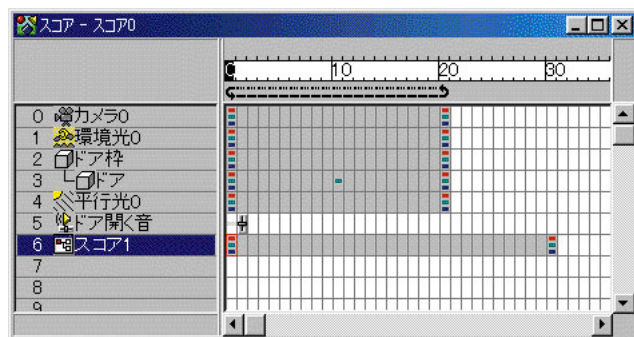 スコア - スコア0
0 10 20 30
0 カメラ0
1 環境光0
2 ドア枠
3 ドア
4 平行光0
5 ドア開く音
6 スコア1
7
8
9